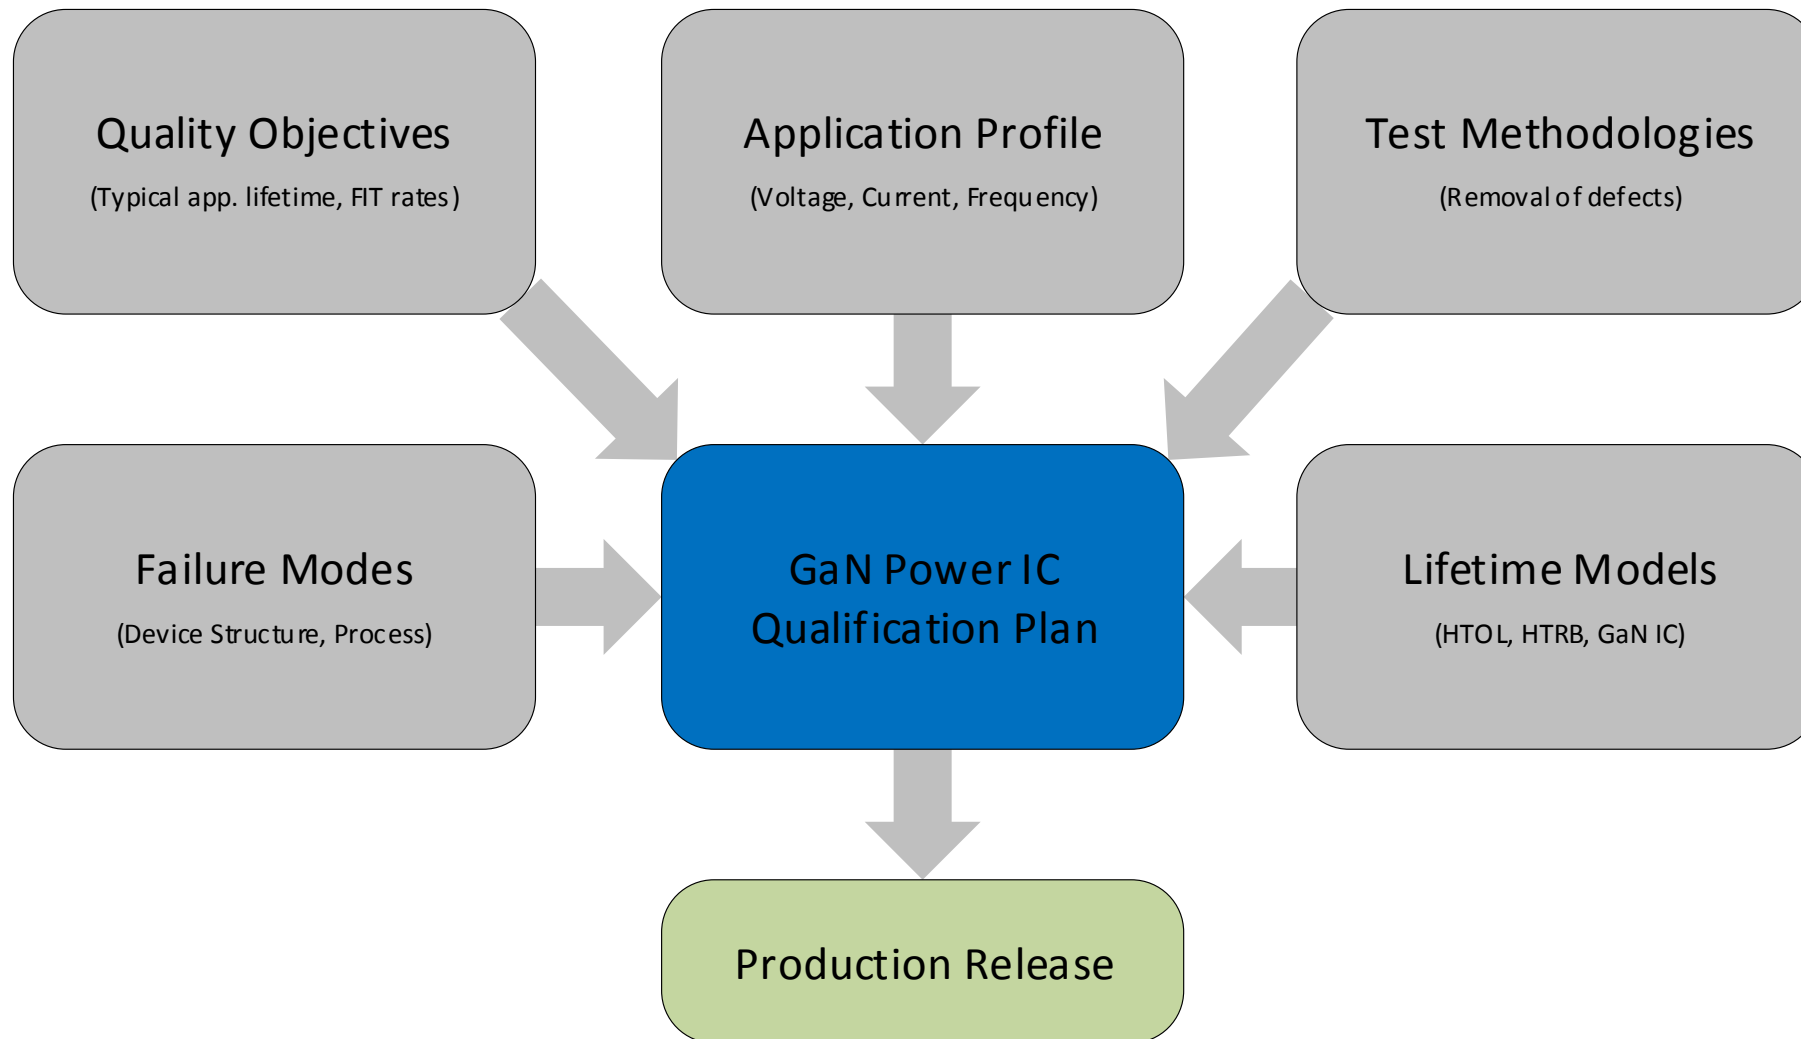 Quality Objectives
(Typical app. lifetime, FIT rates)
Application Profile
(Voltage, Current, Frequency)
Test Methodologies
(Removal of defects)
Failure Modes
(Device Structure, Process)
GaN Power IC
Qualification Plan
Lifetime Models
(HTOL, HTRB, GaN IC)
Production Release